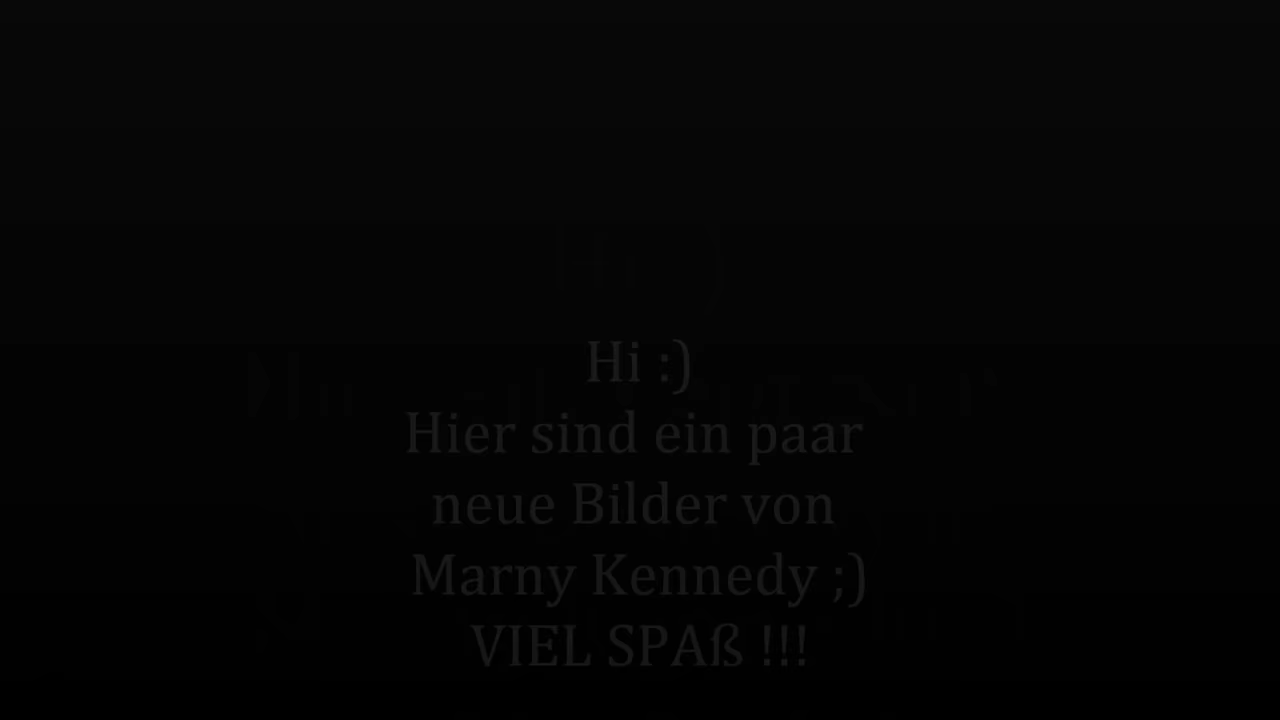 Hi :)
Hier sind ein paar
neue Bilder von
Marny Kennedy ;)
VIEL SPAß !!!